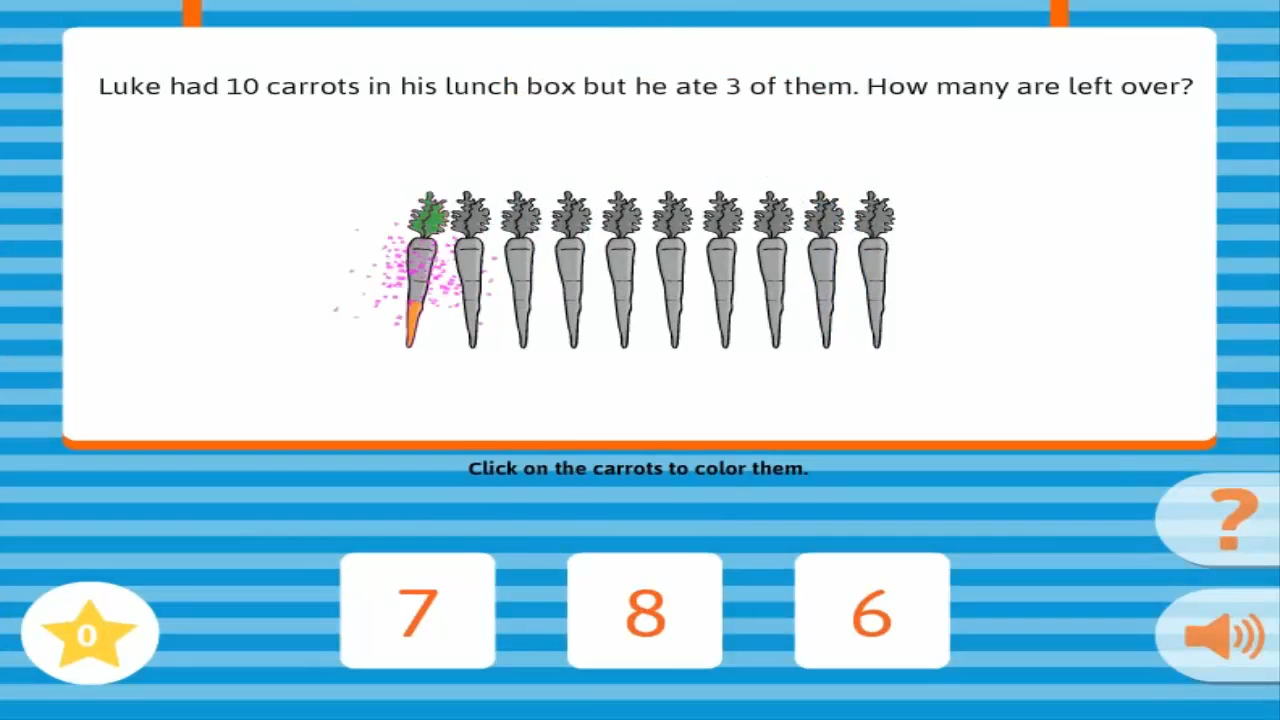 Luke had 10 carrots in his lunch box but he ate 3 of them. How many are left over?
Click on the carrots to color them.
?
7 8 6
0